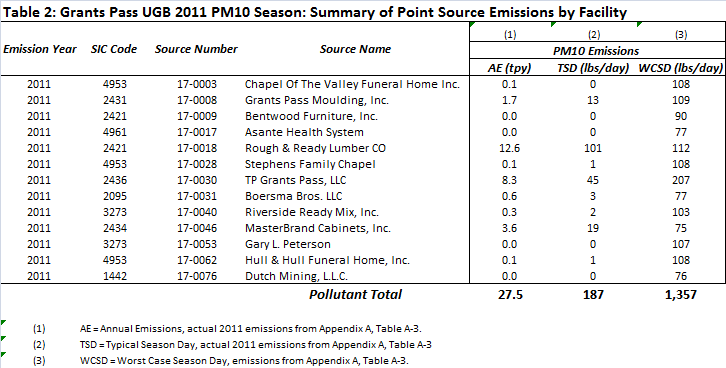 Table 2: Grants Pass UGB 2011 PM10 Season: Summary of Point Source Emissions by Facility
(1) (2) (3)
Emission Year SIC Code Source Number Source Name PM10 Emissions
AE (tpy) TSD (lbs/day) WCSD (lbs/day)
2011 4953 17-0003 Chapel Of The Valley Funeral Home Inc. 0.1 0 108
2011 2431 17-0008 Grants Pass Moulding, Inc. 1.7 13 109
2011 2421 17-0009 Bentwood Furniture, Inc. 0.0 0 90
2011 4961 17-0017 Asante Health System 0.0 0 77
2011 2421 17-0018 Rough & Ready Lumber CO 12.6 101 112
2011 4953 17-0028 Stephens Family Chapel 0.1 1 108
2011 2436 17-0030 TP Grants Pass, LLC 8.3 45 207
2011 2095 17-0031 Boersma Bros. LLC 0.6 3 77
2011 3273 17-0040 Riverside Ready Mix, Inc. 0.3 2 103
2011 2434 17-0046 MasterBrand Cabinets, Inc. 3.6 19 75
2011 3273 17-0053 Gary L. Peterson 0.0 0 107
2011 4953 17-0062 Hull & Hull Funeral Home, Inc. 0.1 1 108
2011 1442 17-0076 Dutch Mining, L.L.C. 0.0 0 76
Pollutant Total 27.5 187 1,357
(1) AE = Annual Emissions, actual 2011 emissions from Appendix A, Table A-3.
(2) TSD = Typical Season Day, actual 2011 emissions from Appendix A, Table A-3
(3) WCSD = Worst Case Season Day, emissions from Appendix A, Table A-3.